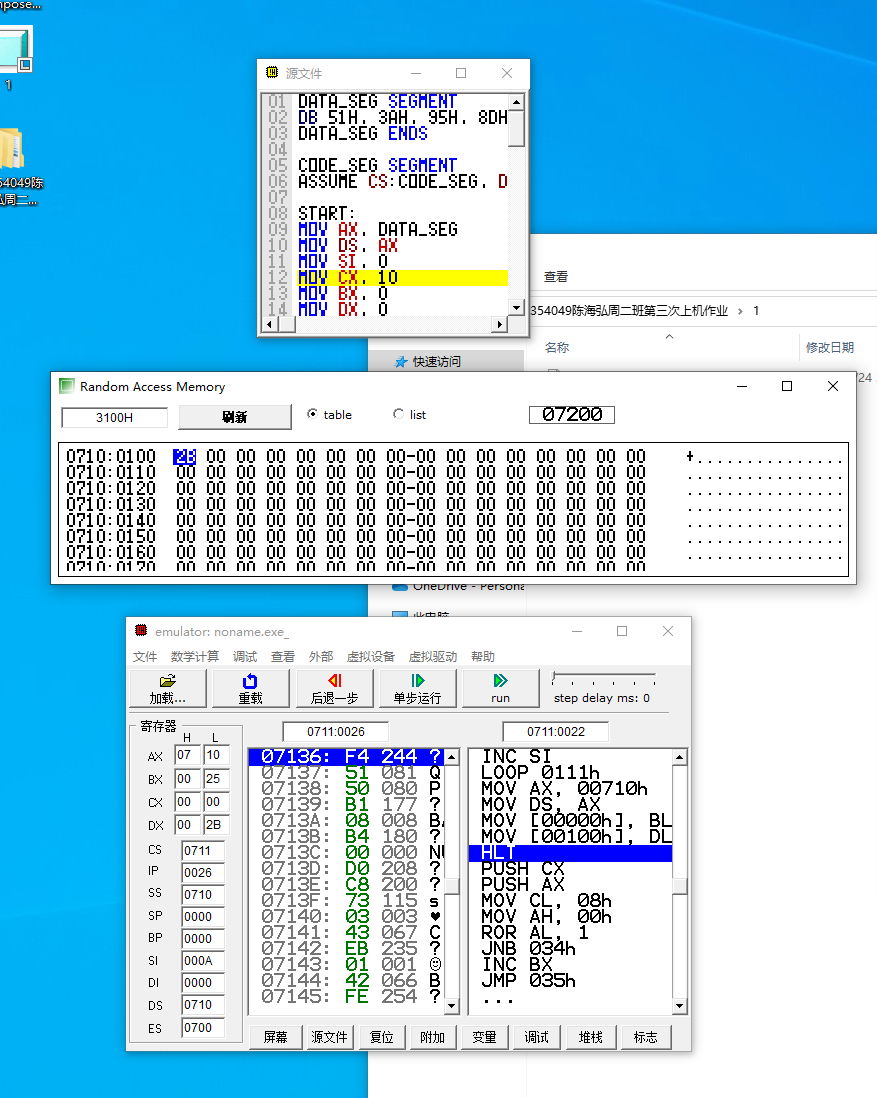 npose...
1
54049陈
弘周二...
源文件
01 DATA_SEG SEGMENT
02 DB 51H, 3AH, 95H, 8DH
03 DATA_SEG ENDS
04
05 CODE_SEG SEGMENT
06 ASSUME CS:CODE_SEG, D
07
08 START:
09 MOV AX, DATA_SEG
10 MOV DS, AX
11 MOV SI, 0
12 MOV CX, 10
13 MOV BX, 0
14 MOV DX, 0
查看
354049陈海弘周二班第三次上机作业 › 1
名称 修改日期
快速访问
/24
Random Access Memory
3100H 刷新 table list 07200
0710:0100 2B 00 00 00 00 00 00 00-00 00 00 00 00 00 00 00 +...............
0710:0110 00 00 00 00 00 00 00 00-00 00 00 00 00 00 00 00 ................
0710:0120 00 00 00 00 00 00 00 00-00 00 00 00 00 00 00 00 ................
0710:0130 00 00 00 00 00 00 00 00-00 00 00 00 00 00 00 00 ................
0710:0140 00 00 00 00 00 00 00 00-00 00 00 00 00 00 00 00 ................
0710:0150 00 00 00 00 00 00 00 00-00 00 00 00 00 00 00 00 ................
0710:0160 00 00 00 00 00 00 00 00-00 00 00 00 00 00 00 00 ................
0710:0170 00 00 00 00 00 00 00 00-00 00 00 00 00 00 00 00
OneDrive - Persona
此电脑
emulator: noname.exe_
文件 数学计算 调试 查看 外部 虚拟设备 虚拟驱动 帮助
加载... 重载 后退一步 单步运行 run step delay ms: 0
寄存器
H L
AX 07 10
BX 00 25
CX 00 00
DX 00 2B
CS 0711
IP 0026
SS 0710
SP 0000
BP 0000
SI 000A
DI 0000
DS 0710
ES 0700
0711:0026
07136: F4 244 ?
07137: 51 081 Q
07138: 50 080 P
07139: B1 177 ?
0713A: 08 008 BA
0713B: B4 180 ?
0713C: 00 000 NU
0713D: D0 208 ?
0713E: C8 200 ?
0713F: 73 115 s
07140: 03 003 ♥
07141: 43 067 C
07142: EB 235 ?
07143: 01 001 ☺
07144: 42 066 B
07145: FE 254 ?
0711:0022
INC SI
LOOP 0111h
MOV AX, 00710h
MOV DS, AX
MOV [00000h], BL
MOV [00100h], DL
HLT
PUSH CX
PUSH AX
MOV CL, 08h
MOV AH, 00h
ROR AL, 1
JNB 034h
INC BX
JMP 035h
...
屏幕 源文件 复位 附加 变量 调试 堆栈 标志